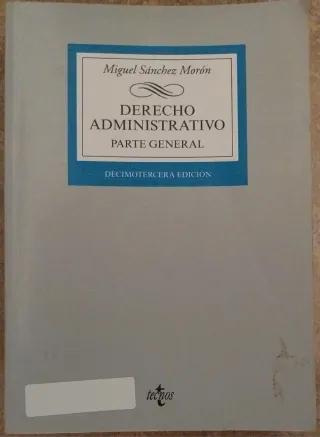 Miguel Sánchez Morón
DERECHO
ADMINISTRATIVO
PARTE GENERAL
DECIMOTERCERA EDICIÓN
tecnos